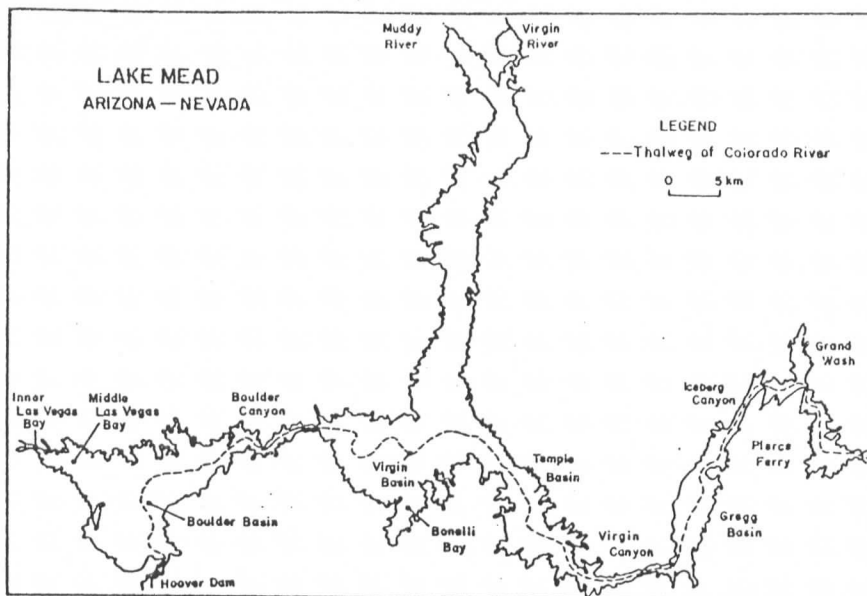 Muddy
River
Virgin
River
LAKE MEAD
ARIZONA — NEVADA
LEGEND
Thalweg of Colorado River
0 5 km
Grand
Wash
Iceberg
Canyon
Inner
Las Vegas
Bay
Middle
Las Vegas
Bay
Boulder
Canyon
Virgin
Basin
Temple
Basin
Pierce
Ferry
Boulder Basin
Bonelli
Bay
Virgin
Canyon
Gregg
Basin
Hoover Dam